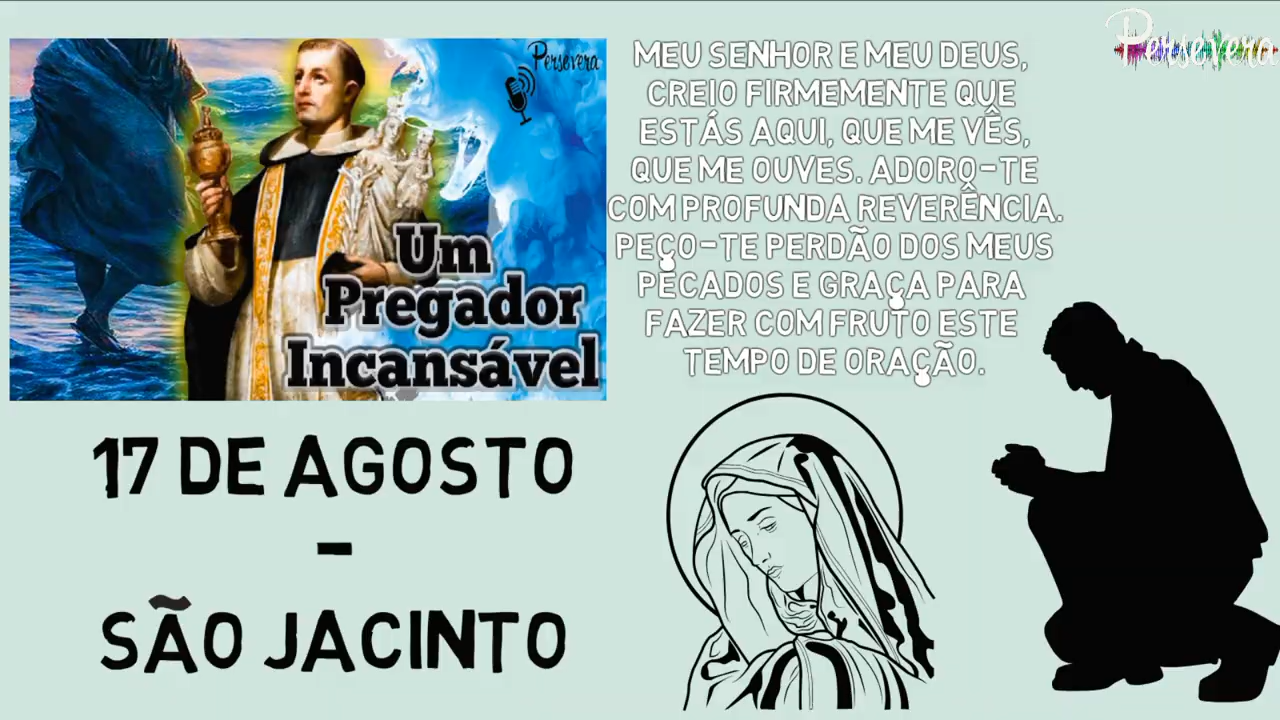 Persevera
Um
Pregador
Incansável
17 DE AGOSTO
-
SÃO JACINTO
MEU SENHOR E MEU DEUS,
CREIO FIRMEMENTE QUE
ESTÁS AQUI, QUE ME VÊS,
QUE ME OUVES. ADORO-TE
COM PROFUNDA REVERÊNCIA.
PEÇO-TE PERDÃO DOS MEUS
PECADOS E GRAÇA PARA
FAZER COM FRUTO ESTE
TEMPO DE ORAÇÃO.
Persevera